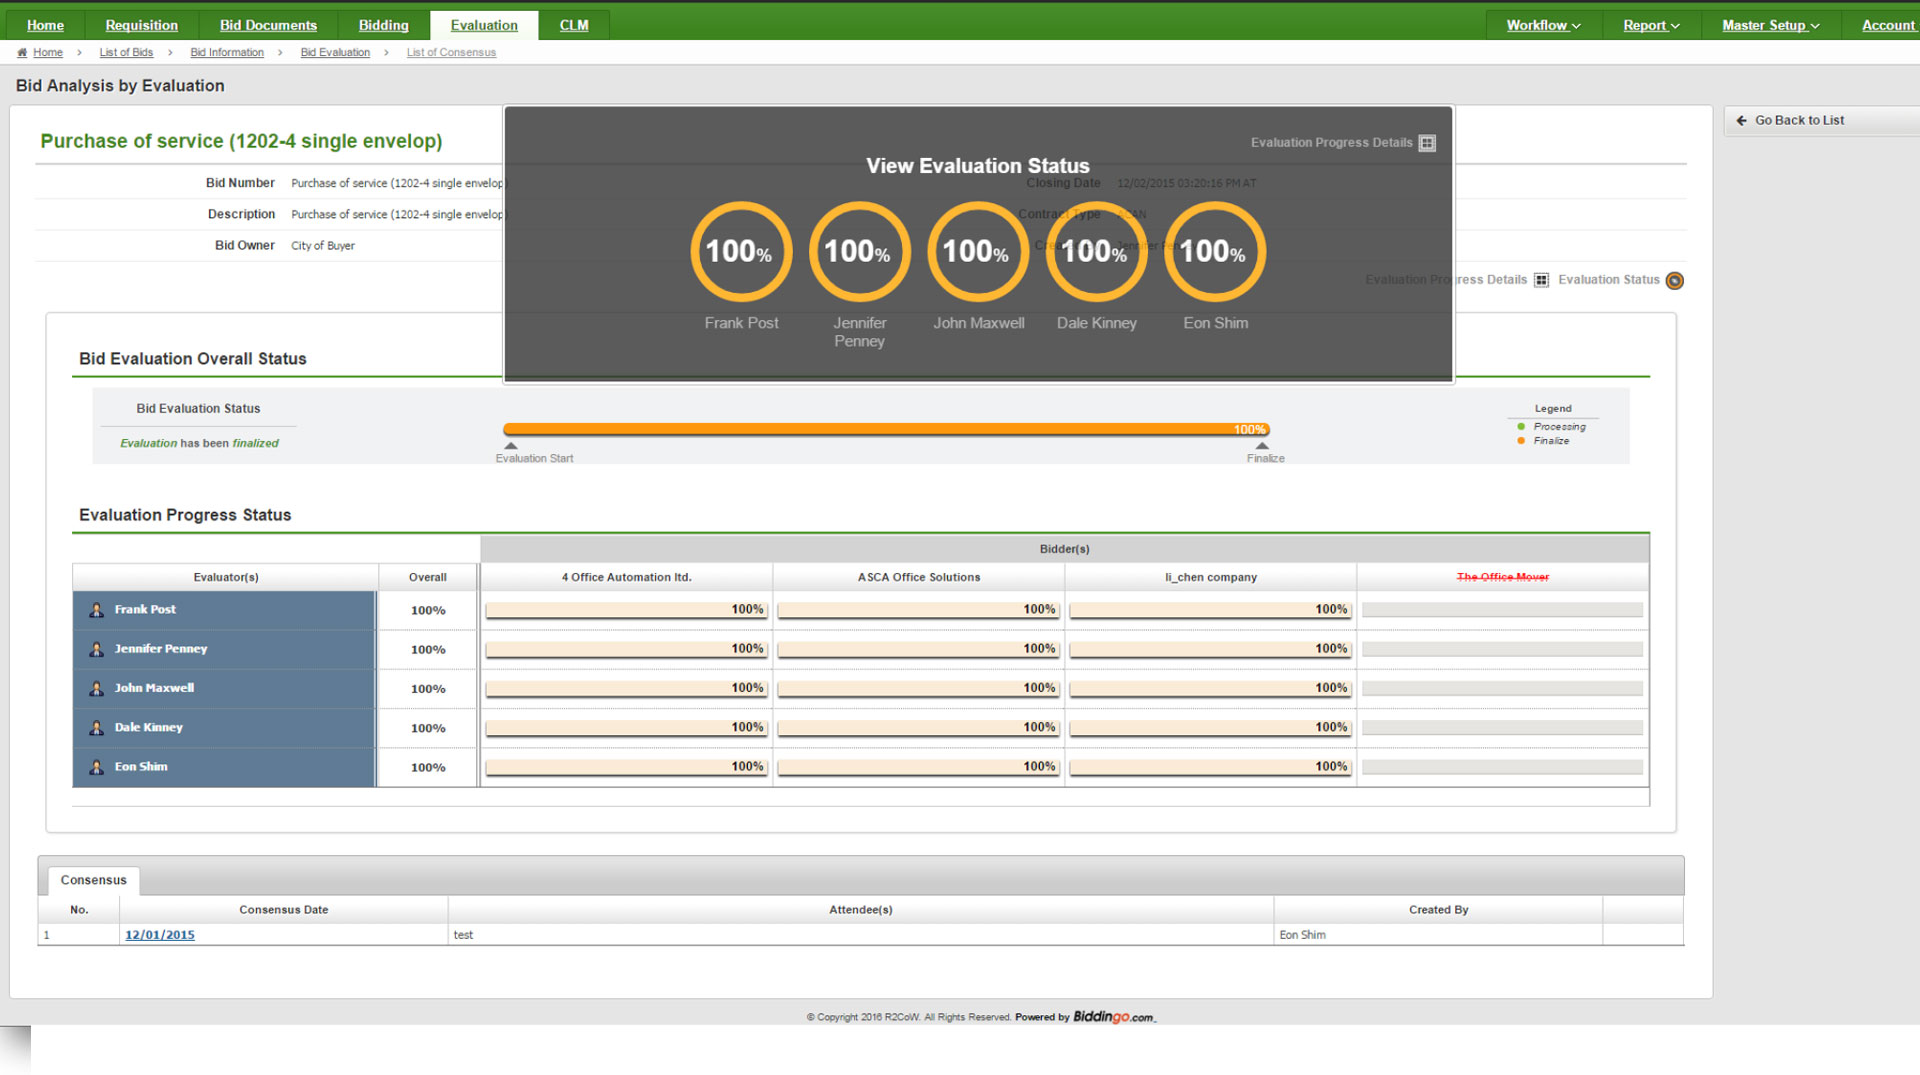 Home Requisition Bid Documents Bidding Evaluation CLM Workflow Report Master Setup Account
Home > List of Bids > Bid Information > Bid Evaluation > List of Consensus
Bid Analysis by Evaluation
Go Back to List
Purchase of service (1202-4 single envelop)
Evaluation Progress Details
View Evaluation Status
Bid Number Purchase of service (1202-4 single envelop) Closing Date 12/02/2015 03:20:16 PM AT
Description Purchase of service (1202-4 single envelop) Contract Type
Bid Owner City of Buyer
100% 100% 100% 100% 100%
Frank Post Jennifer Penney John Maxwell Dale Kinney Eon Shim
Evaluation Progress Details Evaluation Status
Bid Evaluation Overall Status
Bid Evaluation Status
Evaluation has been finalized
100%
Evaluation Start Finalize
Legend
Processing
Finalize
Evaluation Progress Status
Bidder(s)
Evaluator(s) Overall 4 Office Automation ltd. ASCA Office Solutions li_chen company The Office Mover
Frank Post 100% 100% 100% 100%
Jennifer Penney 100% 100% 100% 100%
John Maxwell 100% 100% 100% 100%
Dale Kinney 100% 100% 100% 100%
Eon Shim 100% 100% 100% 100%
Consensus
No. Consensus Date Attendee(s) Created By
1 12/01/2015 test Eon Shim
© Copyright 2016 R2CoW. All Rights Reserved. Powered by Biddingo.com